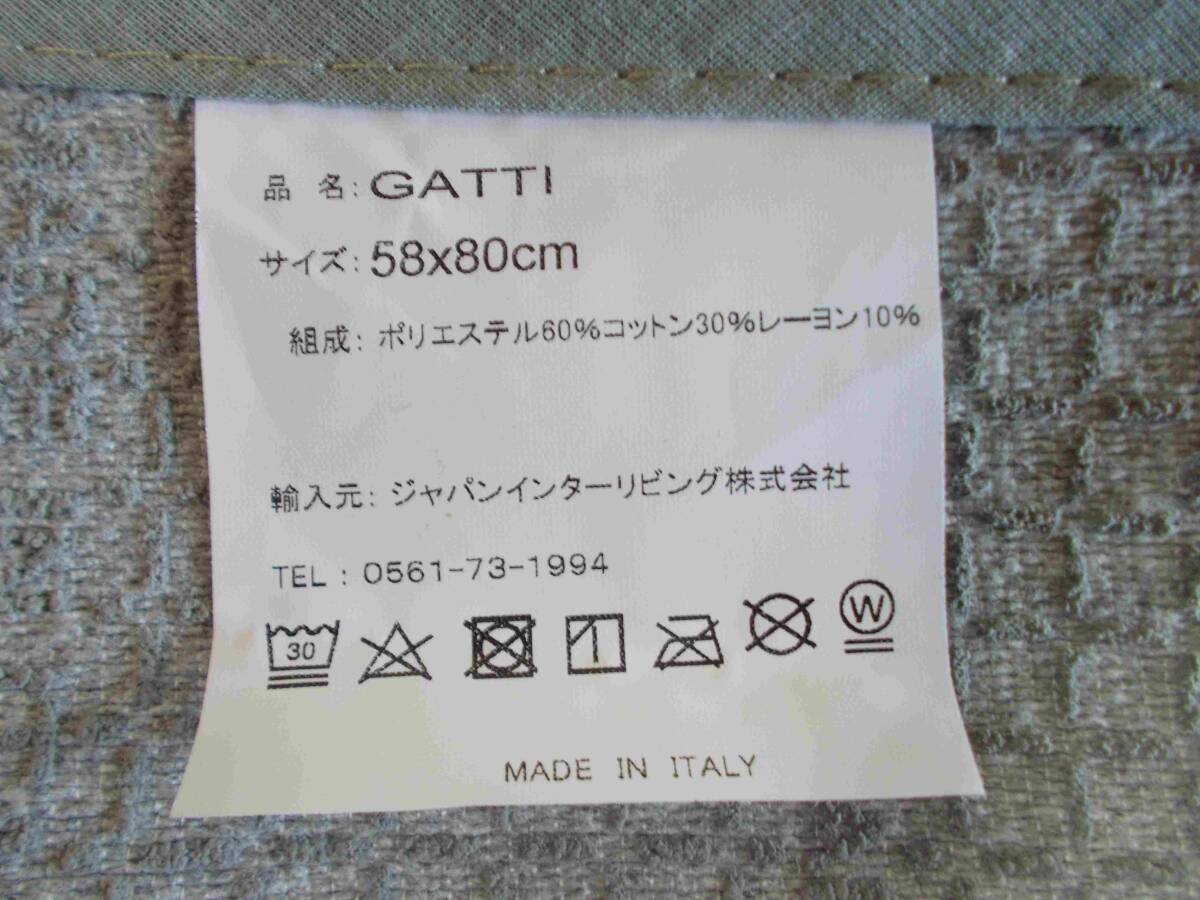 品 名: GATTI
サイズ: 58x80cm
組成: ポリエステル60%コットン30%レーヨン10%
輸入元: ジャパンインターリビング株式会社
TEL : 0561-73-1994
30 W
MADE IN ITALY